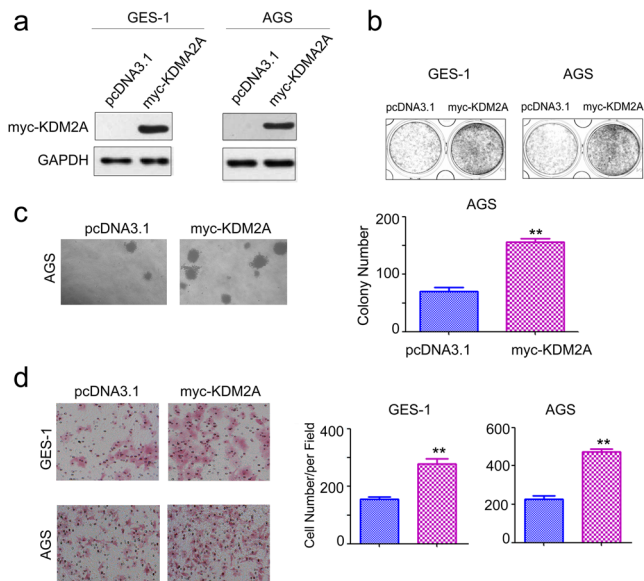 a
GES-1 AGS
pcDNA3.1 myc-KDMA2A pcDNA3.1 myc-KDMA2A
myc-KDM2A
GAPDH
b
GES-1 AGS
pcDNA3.1 myc-KDM2A pcDNA3.1 myc-KDM2A
AGS
Colony Number
200
100
0
**
pcDNA3.1 myc-KDM2A
c
pcDNA3.1 myc-KDM2A
AGS
d
pcDNA3.1 myc-KDM2A
GES-1
AGS
GES-1
Cell Number/per Field
400
200
0
**
AGS
600
400
200
0
**